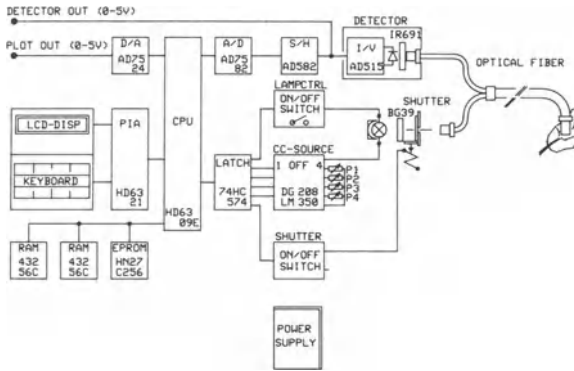 DETECTOR OUT (0-5V)
PLOT OUT (0-5V)
D/A
AD75
24
CPU
HD63
09E
A/D
AD75
82
S/H
AD582
DETECTOR
I/V
AD515
IR691
OPTICAL FIBER
LAMPCTRL
ON/OFF
SWITCH
SHUTTER
BG39
LCD-DISP
KEYBOARD
PIA
HD63
21
LATCH
74HC
574
CC-SOURCE
1 OFF 4
DG 208
LM 350
P1
P2
P3
P4
SHUTTER
ON/OFF
SWITCH
RAM
432
56C
RAM
432
56C
EPROM
HN27
C256
POWER
SUPPLY